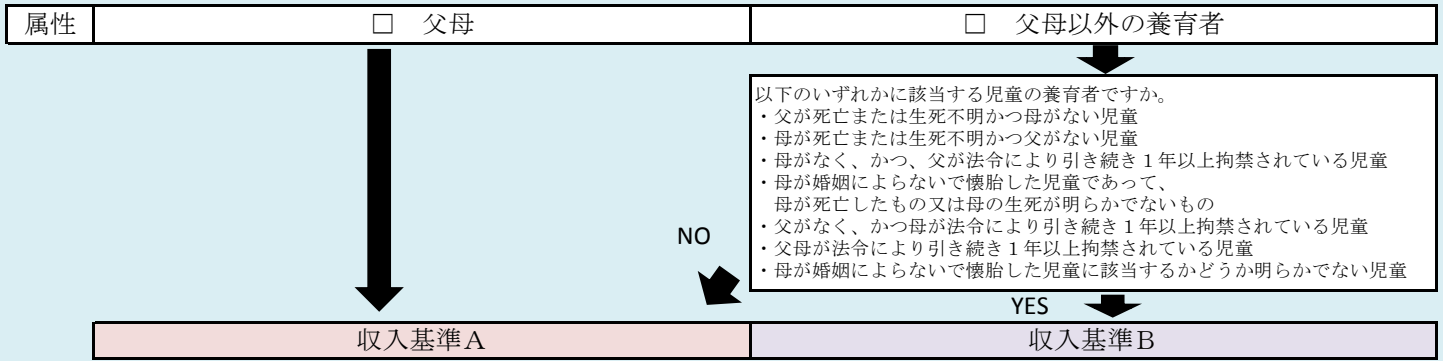 属性
□ 父母
□ 父母以外の養育者
以下のいずれかに該当する児童の養育者ですか。
・父が死亡または生死不明かつ母がない児童
・母が死亡または生死不明かつ父がない児童
・母がなく、かつ、父が法令により引き続き１年以上拘禁されている児童
・母が婚姻によらないで懐胎した児童であって、
母が死亡したもの又は母の生死が明らかでないもの
・父がなく、かつ母が法令により引き続き１年以上拘禁されている児童
・父母が法令により引き続き１年以上拘禁されている児童
・母が婚姻によらないで懐胎した児童に該当するかどうか明らかでない児童
NO
YES
収入基準Ａ
収入基準Ｂ